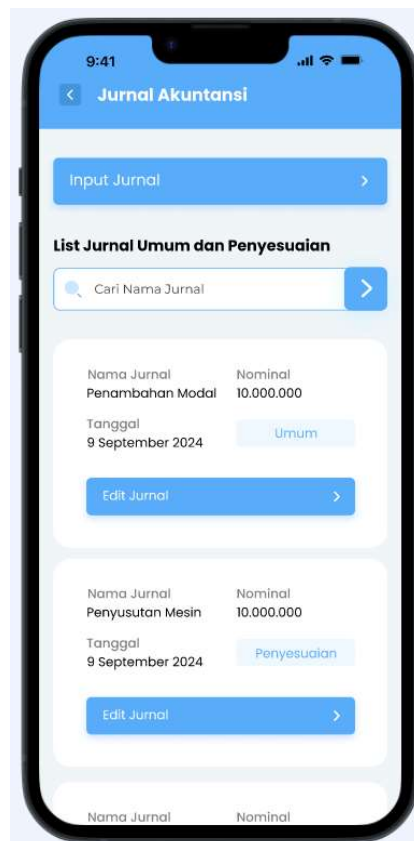 9:41
Jurnal Akuntansi
Input Jurnal
List Jurnal Umum dan Penyesuaian
Cari Nama Jurnal
Nama Jurnal Nominal
Penambahan Modal 10.000.000
Tanggal
9 September 2024 Umum
Edit Jurnal
Nama Jurnal Nominal
Penyusutan Mesin 10.000.000
Tanggal
9 September 2024 Penyesuaian
Edit Jurnal
Nama Jurnal Nominal